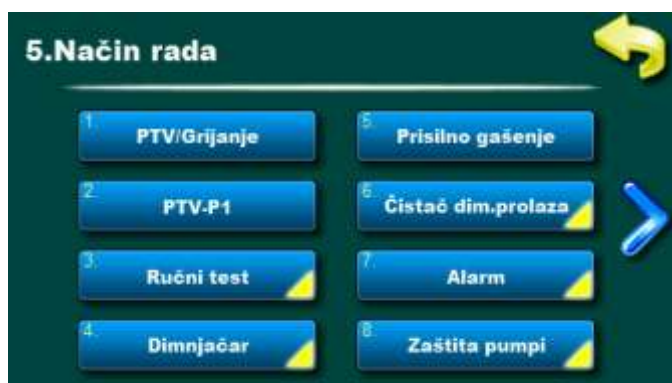 5.Način rada
1.
PTV/Grijanje
2.
PTV-P1
3.
Ručni test
4.
Dimnjačar
5.
Prisilno gašenje
6.
Čistač dim.prolaza
7.
Alarm
8.
Zaštita pumpi